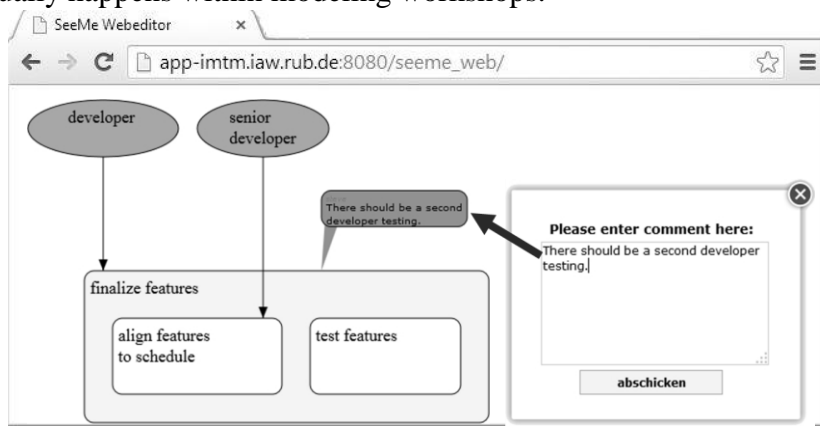 dually happens within modeling workshops.
SeeMe Webeditor
app-imtm.iaw.rub.de:8080/seeme_web/
developer
senior
developer
There should be a second
developer testing.
Please enter comment here:
There should be a second developer
testing.
abschicken
finalize features
align features
to schedule
test features